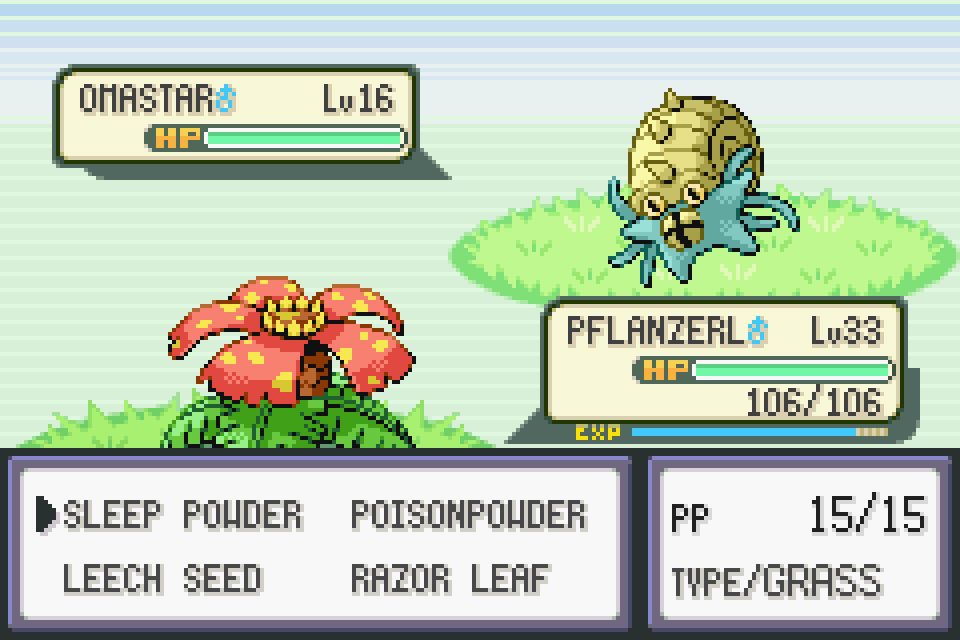 OMASTAR♂ Lv16
HP
PFLANZERL♂ Lv33
HP
106/106
EXP
SLEEP POWDER POISONPOWDER
LEECH SEED RAZOR LEAF
PP 15/15
TYPE/GRASS